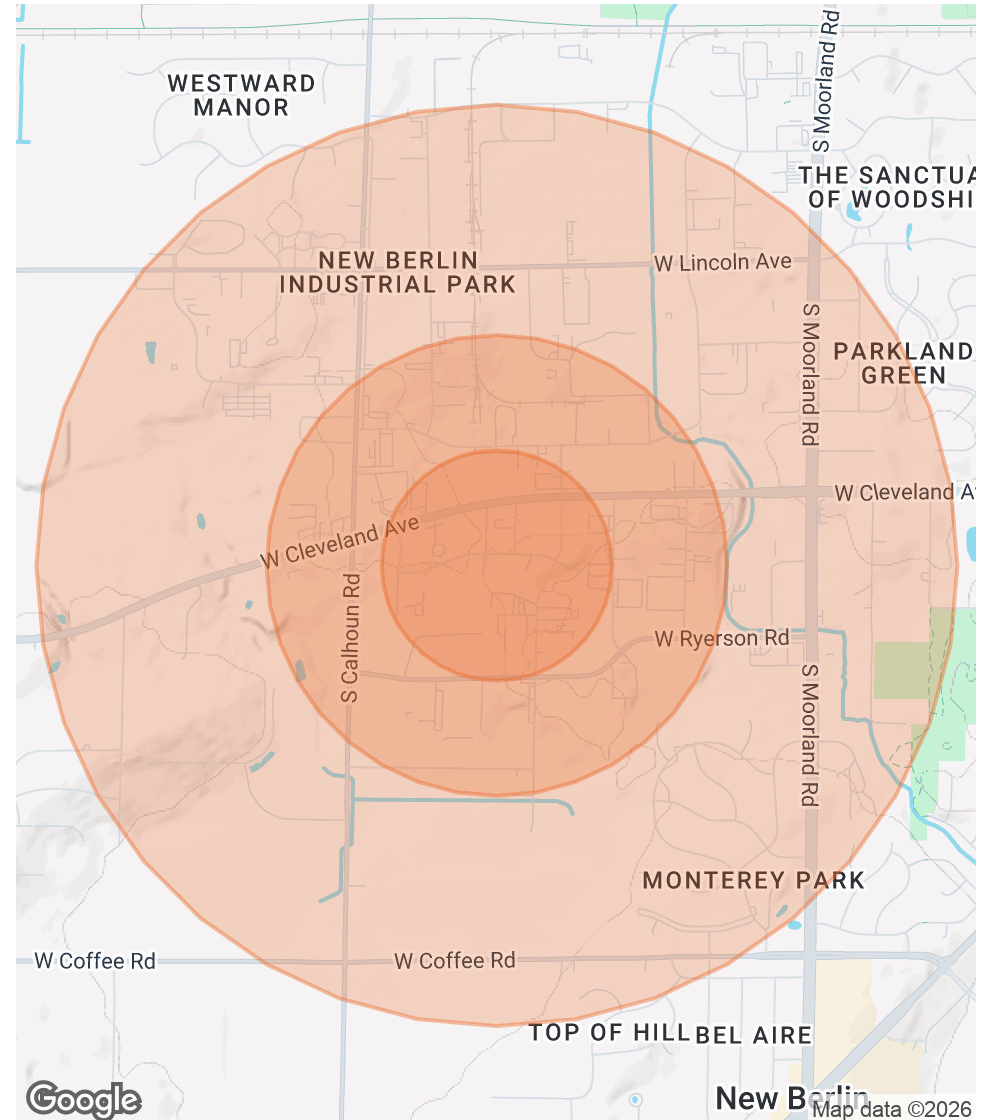 S Moorland Rd
WESTWARD
MANOR
THE SANCTUA
OF WOODSHI
NEW BERLIN
INDUSTRIAL PARK
W Lincoln Ave
S Moorland Rd
PARKLAND
GREEN
W Cleveland A
W Cleveland Ave
S Calhoun Rd
W Ryerson Rd
S Moorland Rd
MONTEREY PARK
W Coffee Rd
W Coffee Rd
TOP OF HILL
BEL AIRE
New Berlin
Google
Map data ©2026